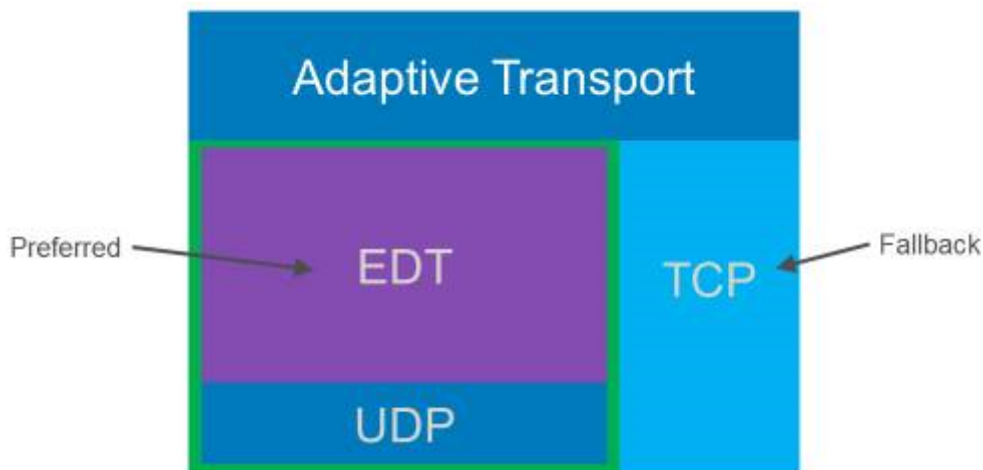 Adaptive Transport
Preferred
EDT
TCP
Fallback
UDP